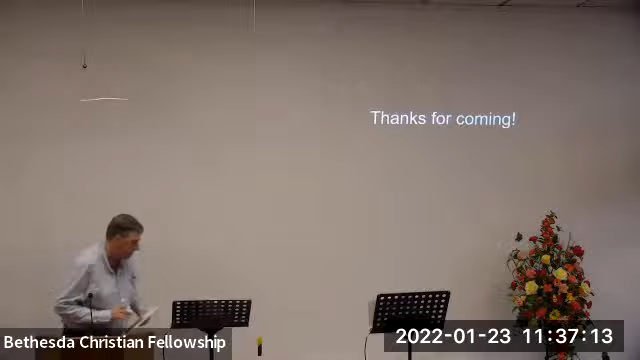 Thanks for coming!
Bethesda Christian Fellowship
2022-01-23 11:37:13